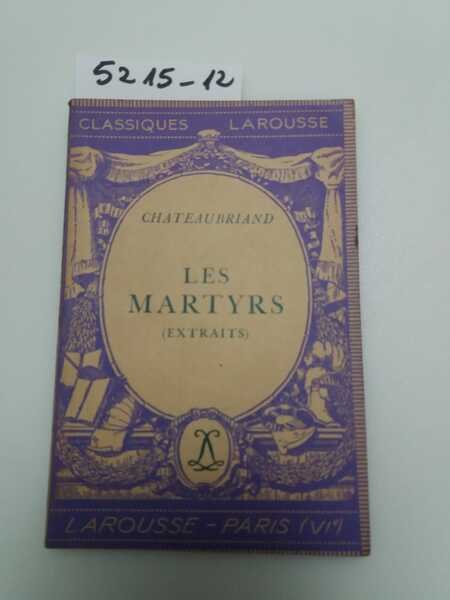 5215-12
CLASSIQUES LAROUSSE
CHATEAUBRIAND
LES
MARTYRS
(EXTRAITS)
LAROUSSE - PARIS (VIᵉ)